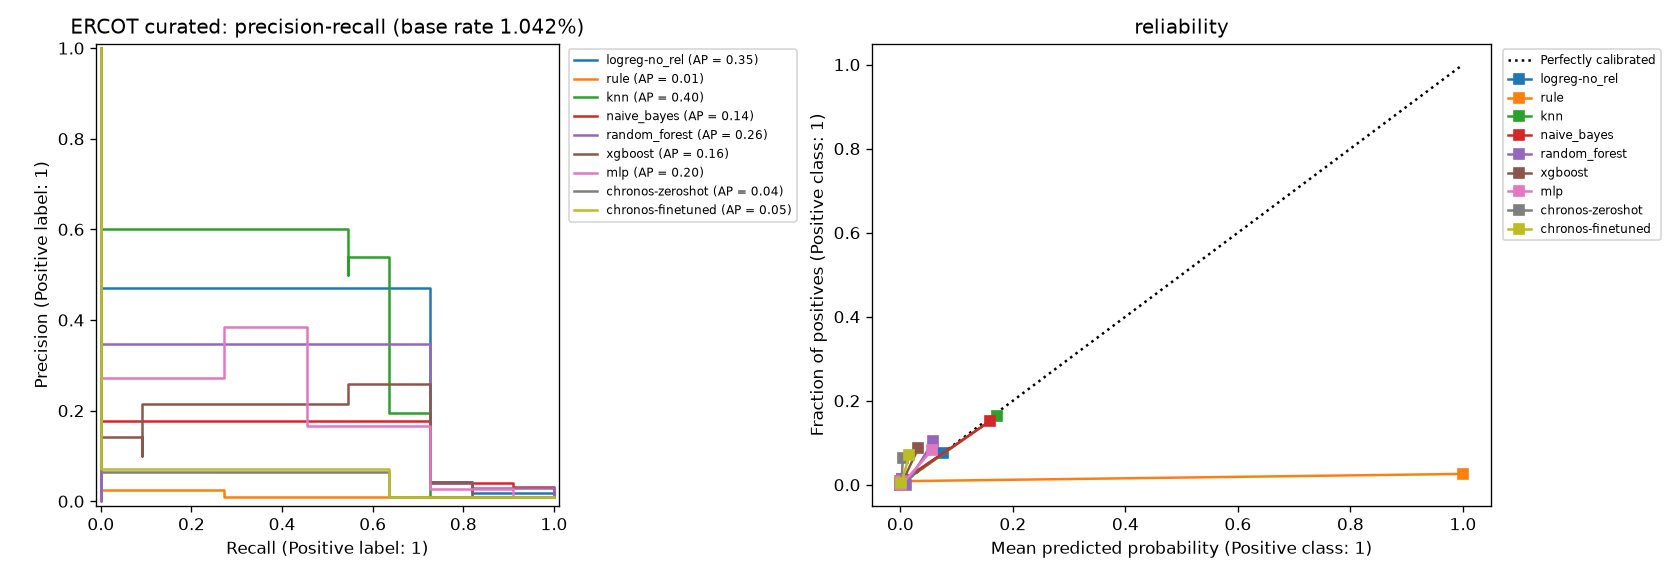 ERCOT curated: precision-recall (base rate 1.042%)
Precision (Positive label: 1)
1.0
0.8
0.6
0.4
0.2
0.0
0.0 0.2 0.4 0.6 0.8 1.0
Recall (Positive label: 1)
logreg-no_rel (AP = 0.35)
rule (AP = 0.01)
knn (AP = 0.40)
naive_bayes (AP = 0.14)
random_forest (AP = 0.26)
xgboost (AP = 0.16)
mlp (AP = 0.20)
chronos-zeroshot (AP = 0.04)
chronos-finetuned (AP = 0.05)
reliability
Fraction of positives (Positive class: 1)
1.0
0.8
0.6
0.4
0.2
0.0
0.0 0.2 0.4 0.6 0.8 1.0
Mean predicted probability (Positive class: 1)
Perfectly calibrated
logreg-no_rel
rule
knn
naive_bayes
random_forest
xgboost
mlp
chronos-zeroshot
chronos-finetuned